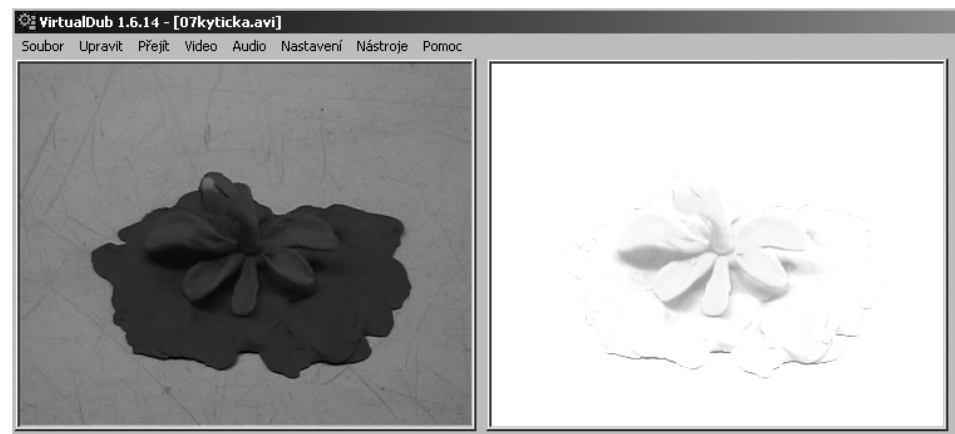 VirtualDub 1.6.14 - [07kyticka.avi]
Soubor Upravit Přejít Video Audio Nastavení Nástroje Pomoc